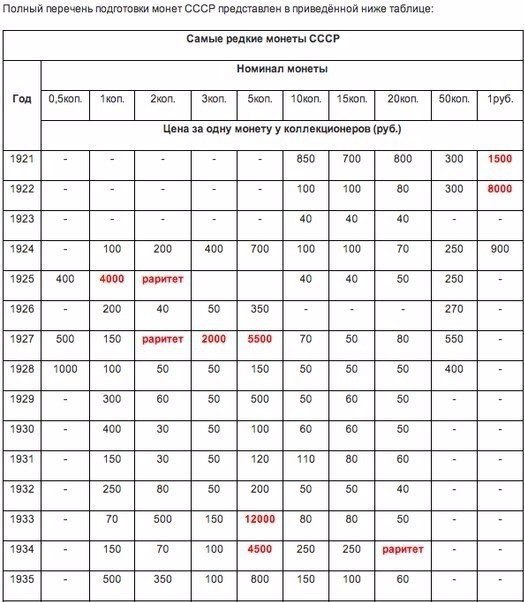 Полный перечень подготовки монет СССР представлен в приведённой ниже таблице:
Самые редкие монеты СССР
Год Номинал монеты
0,5коп. 1коп. 2коп. 3коп. 5коп. 10коп. 15коп. 20коп. 50коп. 1руб.
Цена за одну монету у коллекционеров (руб.)
1921 - - - - - 850 700 800 300 1500
1922 - - - - - 100 100 80 300 8000
1923 - - - - - 40 40 40 - -
1924 - 100 200 400 700 100 100 70 250 900
1925 400 4000 раритет 40 40 50 250 -
1926 - 200 40 50 350 - - - 270 -
1927 500 150 раритет 2000 5500 70 50 80 550 -
1928 1000 100 50 50 150 50 50 50 400 -
1929 - 300 60 50 500 50 60 50 - -
1930 - 400 30 50 100 60 60 50 - -
1931 - 150 30 50 120 110 80 60 - -
1932 - 250 80 50 200 50 50 40 - -
1933 - 70 500 150 12000 80 80 50 - -
1934 - 150 70 100 4500 250 250 раритет - -
1935 - 500 350 100 800 150 100 60 - -